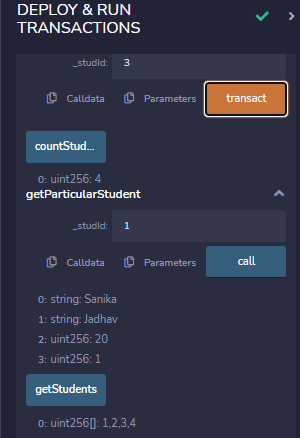 DEPLOY & RUN
TRANSACTIONS
_studId: 3
Calldata Parameters transact
countStud...
0: uint256: 4
getParticularStudent
_studId: 1
Calldata Parameters call
0: string: Sanika
1: string: Jadhav
2: uint256: 20
3: uint256: 1
getStudents
0: uint256[]: 1,2,3,4